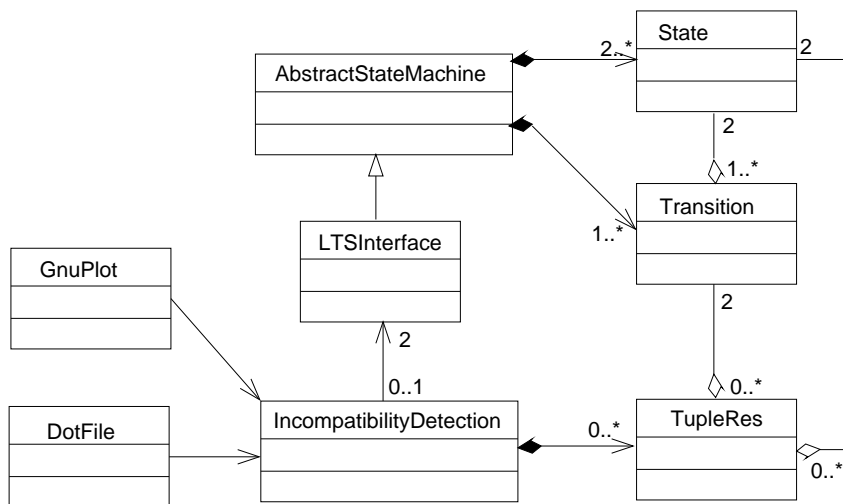 State
2..*
2
AbstractStateMachine
2
1..*
Transition
1..*
LTSInterface
GnuPlot
2
2
0..1
0..*
IncompatibilityDetection
TupleRes
DotFile
0..*
0..*